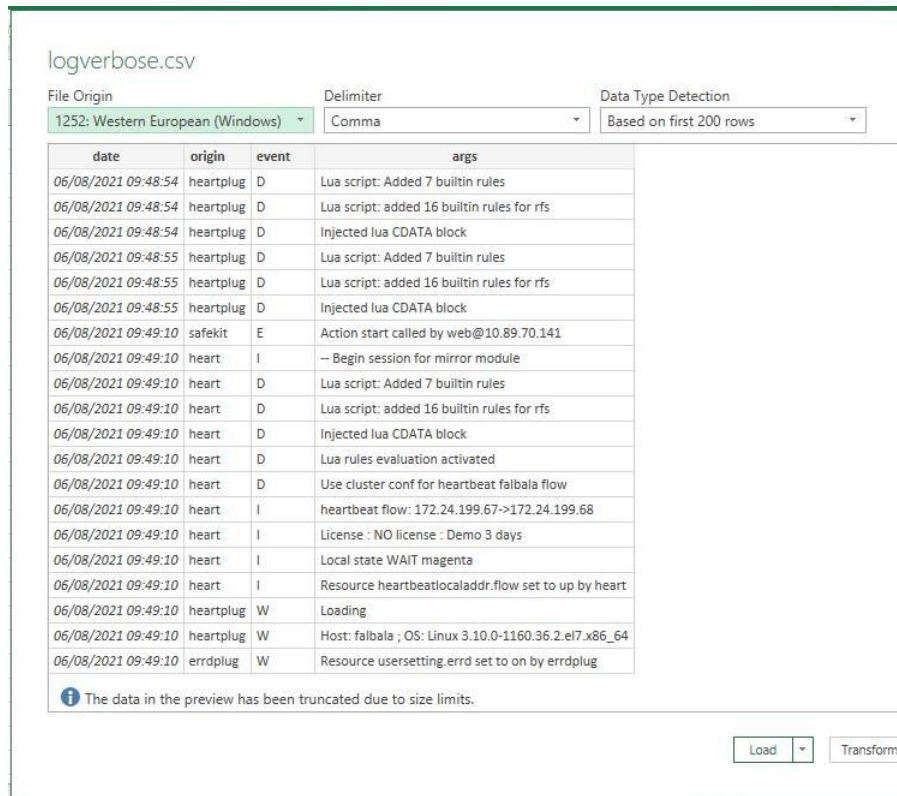 logverbose.csv
File Origin Delimiter Data Type Detection
1252: Western European (Windows) Comma Based on first 200 rows
date origin event args
06/08/2021 09:48:54 heartplug D Lua script: Added 7 builtin rules
06/08/2021 09:48:54 heartplug D Lua script: added 16 builtin rules for rfs
06/08/2021 09:48:54 heartplug D Injected lua CDATA block
06/08/2021 09:48:55 heartplug D Lua script: Added 7 builtin rules
06/08/2021 09:48:55 heartplug D Lua script: added 16 builtin rules for rfs
06/08/2021 09:48:55 heartplug D Injected lua CDATA block
06/08/2021 09:49:10 safekit E Action start called by web@10.89.70.141
06/08/2021 09:49:10 heart I -- Begin session for mirror module
06/08/2021 09:49:10 heart D Lua script: Added 7 builtin rules
06/08/2021 09:49:10 heart D Lua script: added 16 builtin rules for rfs
06/08/2021 09:49:10 heart D Injected lua CDATA block
06/08/2021 09:49:10 heart D Lua rules evaluation activated
06/08/2021 09:49:10 heart D Use cluster conf for heartbeat falbala flow
06/08/2021 09:49:10 heart I heartbeat flow: 172.24.199.67->172.24.199.68
06/08/2021 09:49:10 heart I License : NO license : Demo 3 days
06/08/2021 09:49:10 heart I Local state WAIT magenta
06/08/2021 09:49:10 heart I Resource heartbeatlocaladdr.flow set to up by heart
06/08/2021 09:49:10 heartplug W Loading
06/08/2021 09:49:10 heartplug W Host: falbala ; OS: Linux 3.10.0-1160.36.2.el7.x86_64
06/08/2021 09:49:10 errdplug W Resource usersetting.errd set to on by errdplug
The data in the preview has been truncated due to size limits.
Load Transform